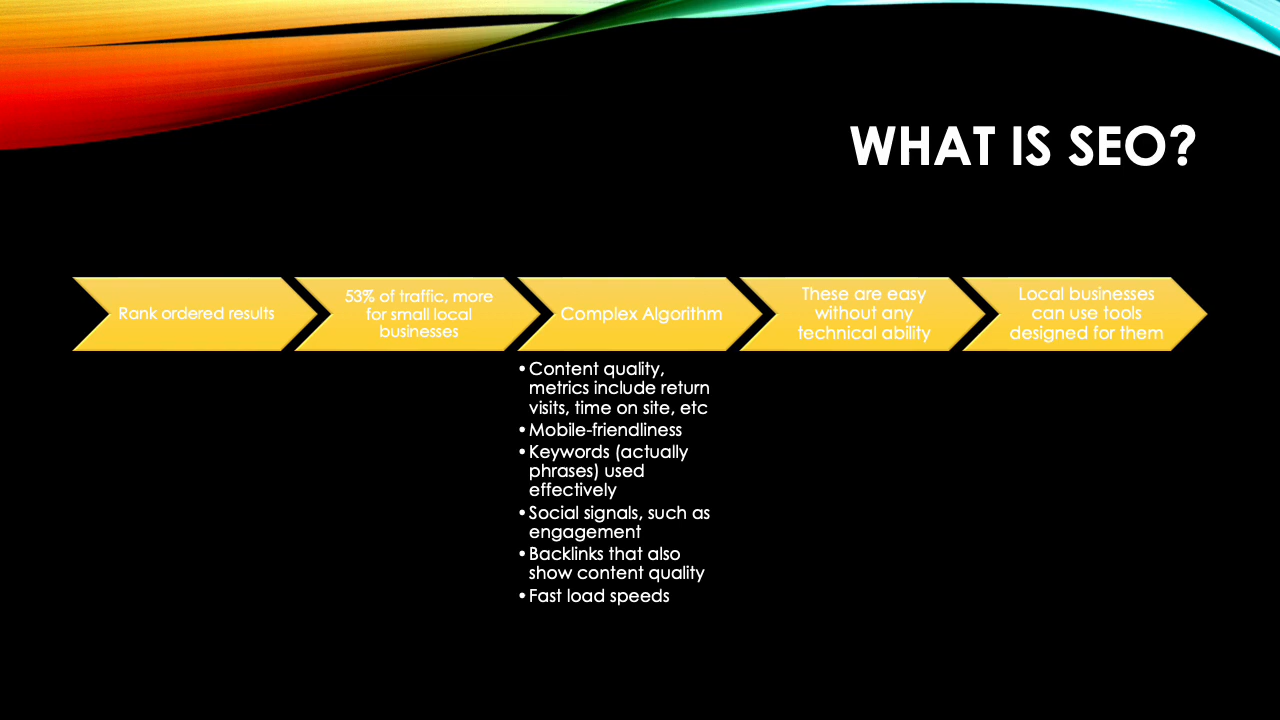 WHAT IS SEO?
Rank ordered results
53% of traffic, more
for small local
businesses
Complex Algorithm
• Content quality,
metrics include return
visits, time on site, etc
• Mobile-friendliness
• Keywords (actually
phrases) used
effectively
• Social signals, such as
engagement
• Backlinks that also
show content quality
• Fast load speeds
These are easy
without any
technical ability
Local businesses
can use tools
designed for them